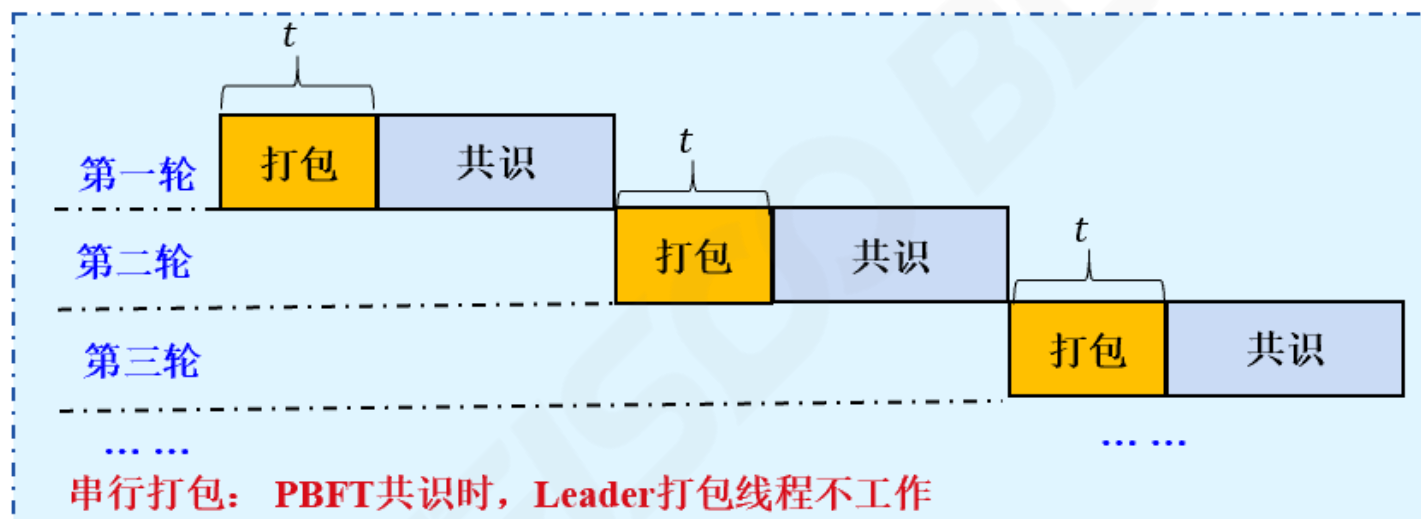 t
第一轮 打包 共识
t
第二轮 打包 共识
t
第三轮 打包 共识
... ... ... ...
串行打包： PBFT共识时，Leader打包线程不工作